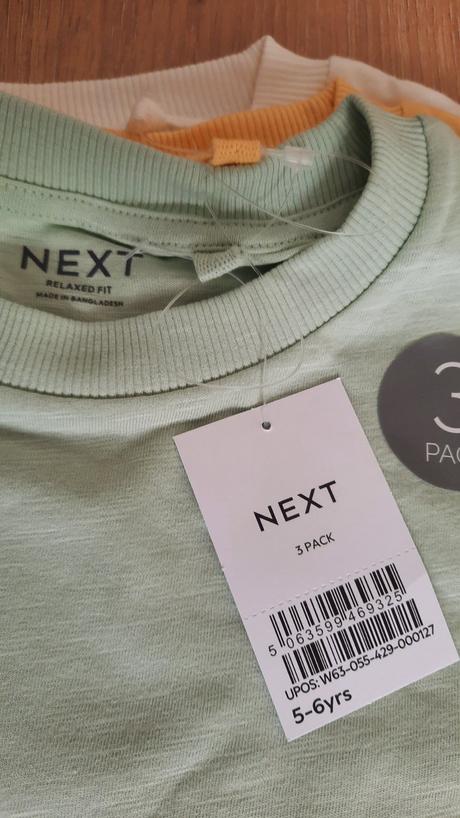 NEXT
RELAXED FIT
MADE IN BANGLADESH
3
NEXT
3 PACK
5 063599 469325
UPOS: W63-055-429-000127
5-6yrs